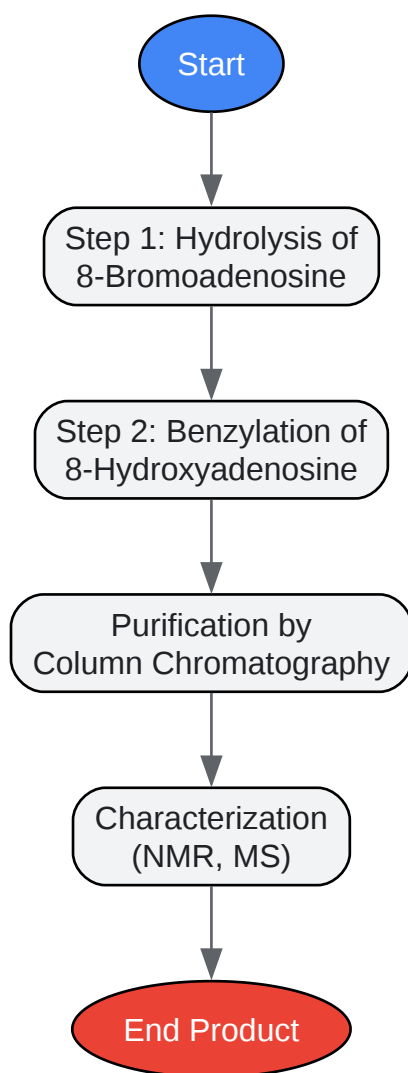 Start
Step 1: Hydrolysis of
8-Bromoadenosine
Step 2: Benzylation of
8-Hydroxyadenosine
Purification by
Column Chromatography
Characterization
(NMR, MS)
End Product